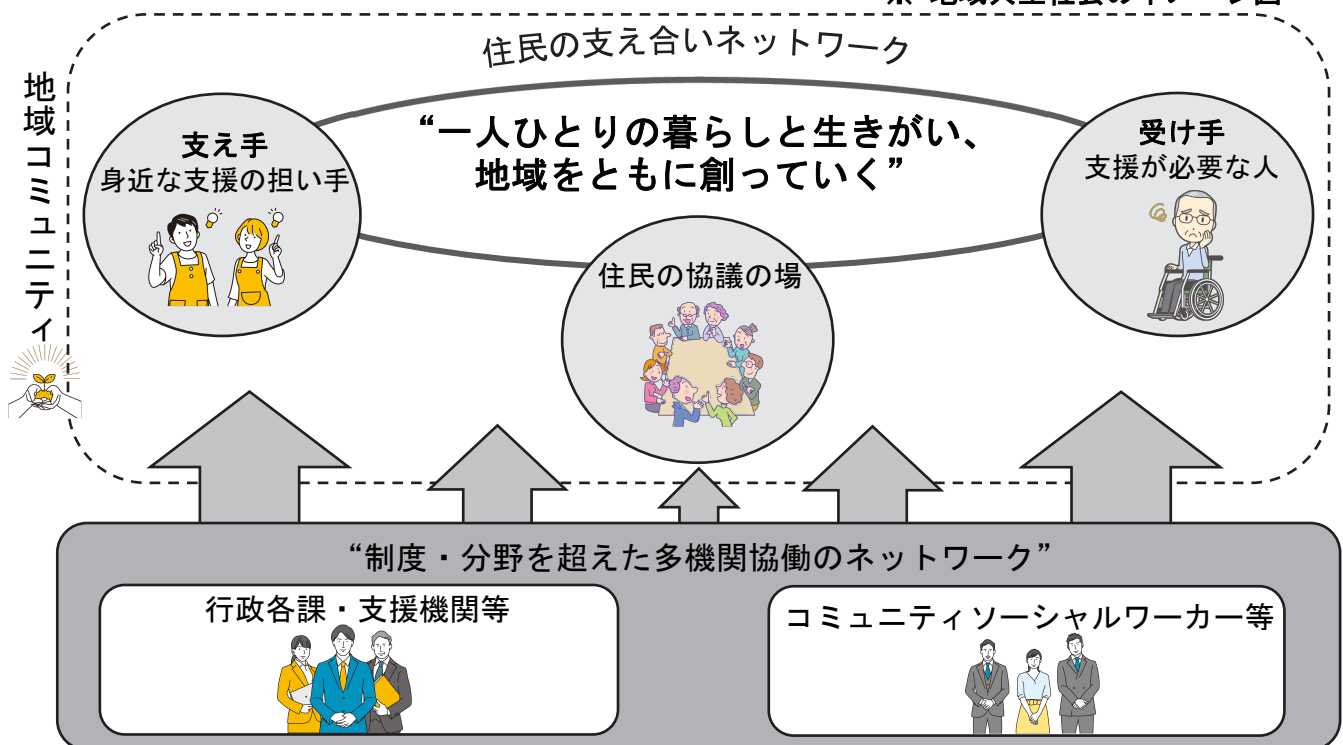 住民の支え合いネットワーク
地域コミュニティ
支え手
身近な支援の担い手
“一人ひとりの暮らしと生きがい、
地域をともに創っていく”
受け手
支援が必要な人
住民の協議の場
“制度・分野を超えた多機関協働のネットワーク”
行政各課・支援機関等
コミュニティソーシャルワーカー等